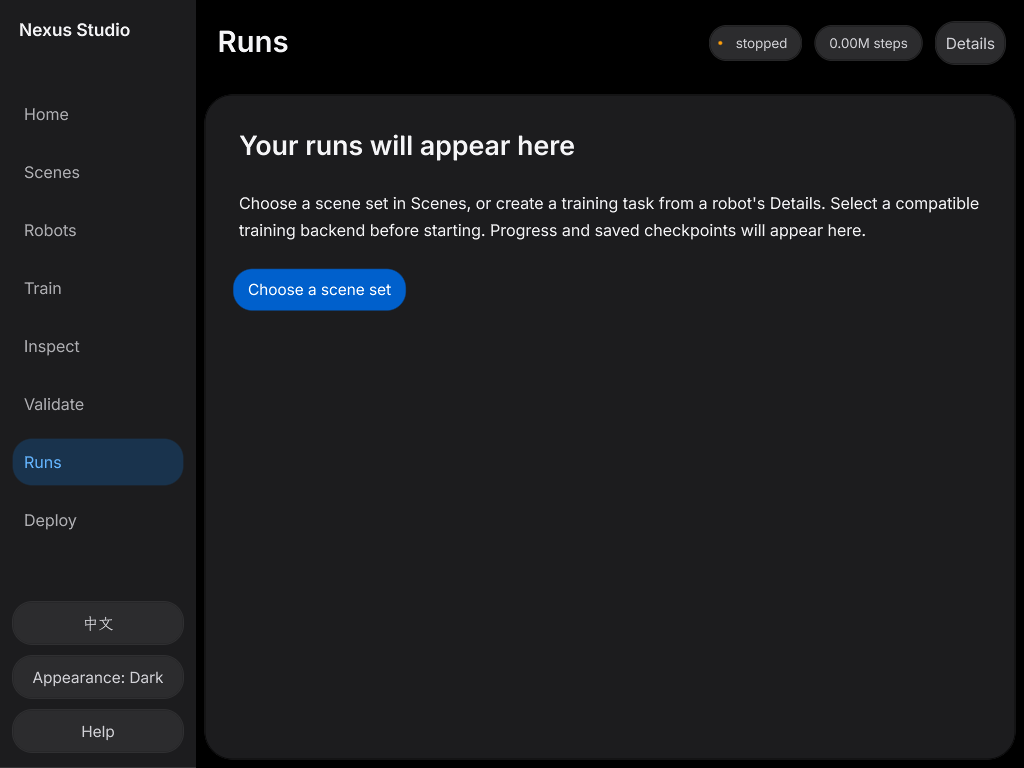 Nexus Studio
Home
Scenes
Robots
Train
Inspect
Validate
Runs
Deploy
中文
Appearance: Dark
Help
Runs
stopped
0.00M steps
Details
Your runs will appear here
Choose a scene set in Scenes, or create a training task from a robot's Details. Select a compatible
training backend before starting. Progress and saved checkpoints will appear here.
Choose a scene set